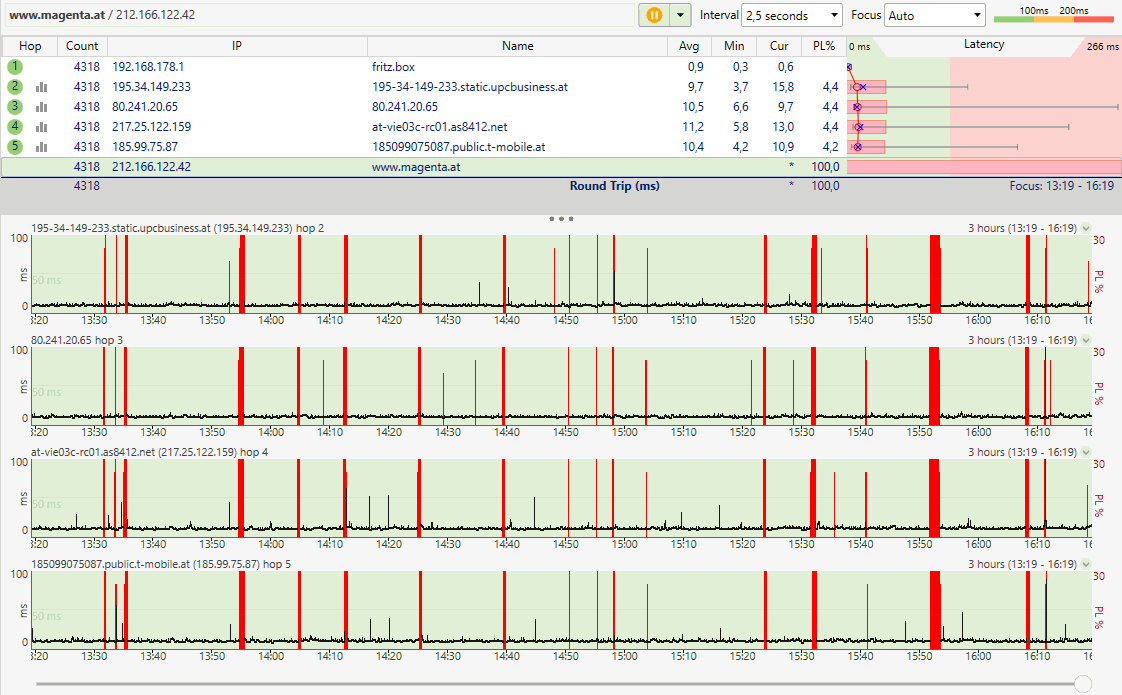 www.magenta.at / 212.166.122.42 Interval 2,5 seconds Focus Auto 100ms 200ms
Hop Count IP Name Avg Min Cur PL% 0 ms Latency 266 ms
1 4318 192.168.178.1 fritz.box 0,9 0,3 0,6
2 4318 195.34.149.233 195-34-149-233.static.upcbusiness.at 9,7 3,7 15,8 4,4
3 4318 80.241.20.65 80.241.20.65 10,5 6,6 9,7 4,4
4 4318 217.25.122.159 at-vie03c-rc01.as8412.net 11,2 5,8 13,0 4,4
5 4318 185.99.75.87 185099075087.public.t-mobile.at 10,4 4,2 10,9 4,2
4318 212.166.122.42 www.magenta.at * 100,0
4318 Round Trip (ms) * 100,0 Focus: 13:19 - 16:19
195-34-149-233.static.upcbusiness.at (195.34.149.233) hop 2 3 hours (13:19 - 16:19)
100 30
ms 50 ms PL %
0
3:20 13:30 13:40 13:50 14:00 14:10 14:20 14:30 14:40 14:50 15:00 15:10 15:20 15:30 15:40 15:50 16:00 16:10 16
80.241.20.65 hop 3 3 hours (13:19 - 16:19)
100 30
ms 50 ms PL %
0
3:20 13:30 13:40 13:50 14:00 14:10 14:20 14:30 14:40 14:50 15:00 15:10 15:20 15:30 15:40 15:50 16:00 16:10 16
at-vie03c-rc01.as8412.net (217.25.122.159) hop 4 3 hours (13:19 - 16:19)
100 30
ms 50 ms PL %
0
3:20 13:30 13:40 13:50 14:00 14:10 14:20 14:30 14:40 14:50 15:00 15:10 15:20 15:30 15:40 15:50 16:00 16:10 16
185099075087.public.t-mobile.at (185.99.75.87) hop 5 3 hours (13:19 - 16:19)
100 30
ms 50 ms PL %
0
3:20 13:30 13:40 13:50 14:00 14:10 14:20 14:30 14:40 14:50 15:00 15:10 15:20 15:30 15:40 15:50 16:00 16:10 16